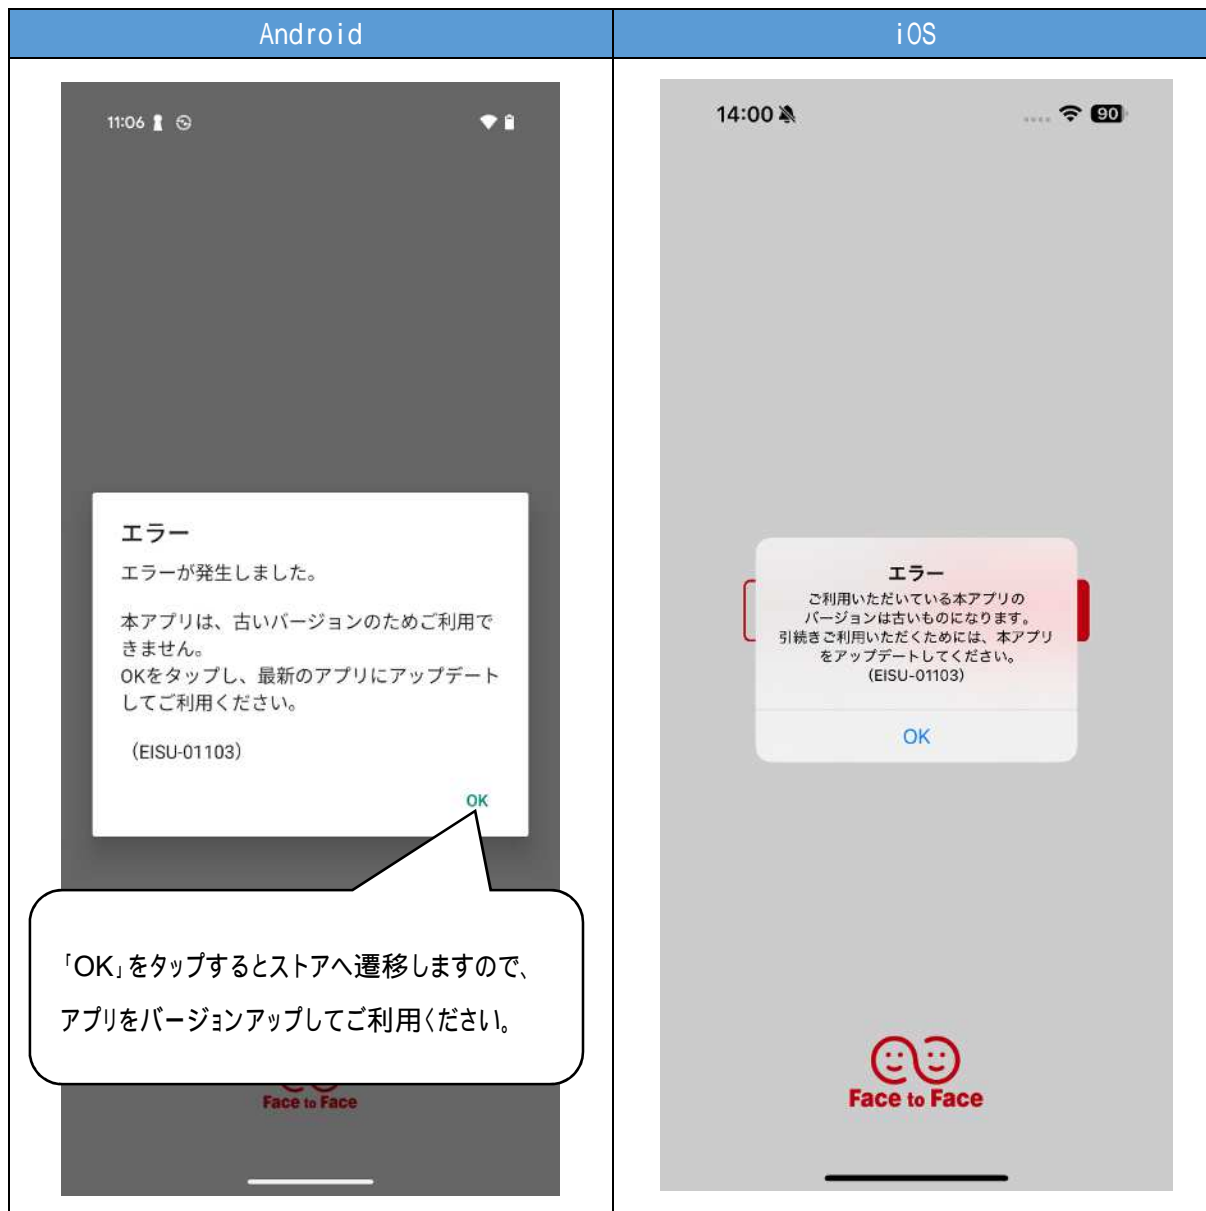 Android
iOS
11:06
エラー
エラーが発生しました。
本アプリは、古いバージョンのためご利用で
きません。
OKをタップし、最新のアプリにアップデート
してご利用ください。
（EISU-01103）
OK
「OK」をタップするとストアへ遷移しますので、
アプリをバージョンアップしてご利用ください。
Face to Face
14:00
90
エラー
ご利用いただいている本アプリの
バージョンは古いものになります。
引続きご利用いただくためには、本アプリ
をアップデートしてください。
(EISU-01103)
OK
Face to Face